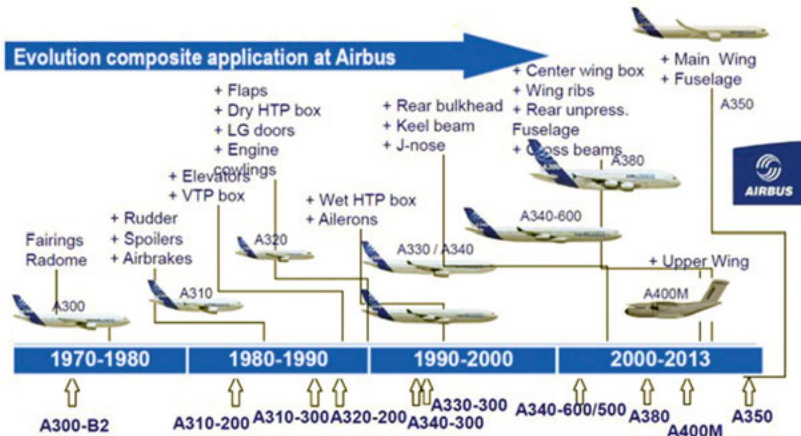 Evolution composite application at Airbus
+ Main Wing
+ Fuselage
A350
+ Center wing box
+ Wing ribs
+ Rear unpress.
Fuselage
+ Cross beams
A380
+ Flaps
+ Dry HTP box
+ LG doors
+ Engine
cowlings
+ Rear bulkhead
+ Keel beam
+ J-nose
AIRBUS
+ Elevators
+ VTP box
+ Wet HTP box
+ Ailerons
+ Rudder
+ Spoilers
+ Airbrakes
Fairings
Radome
A320
A330 / A340
A340-600
+ Upper Wing
A300
A310
A400M
1970-1980
1980-1990
1990-2000
2000-2013
A300-B2
A310-200
A310-300
A320-200
A330-300
A340-300
A340-600/500
A380
A400M
A350